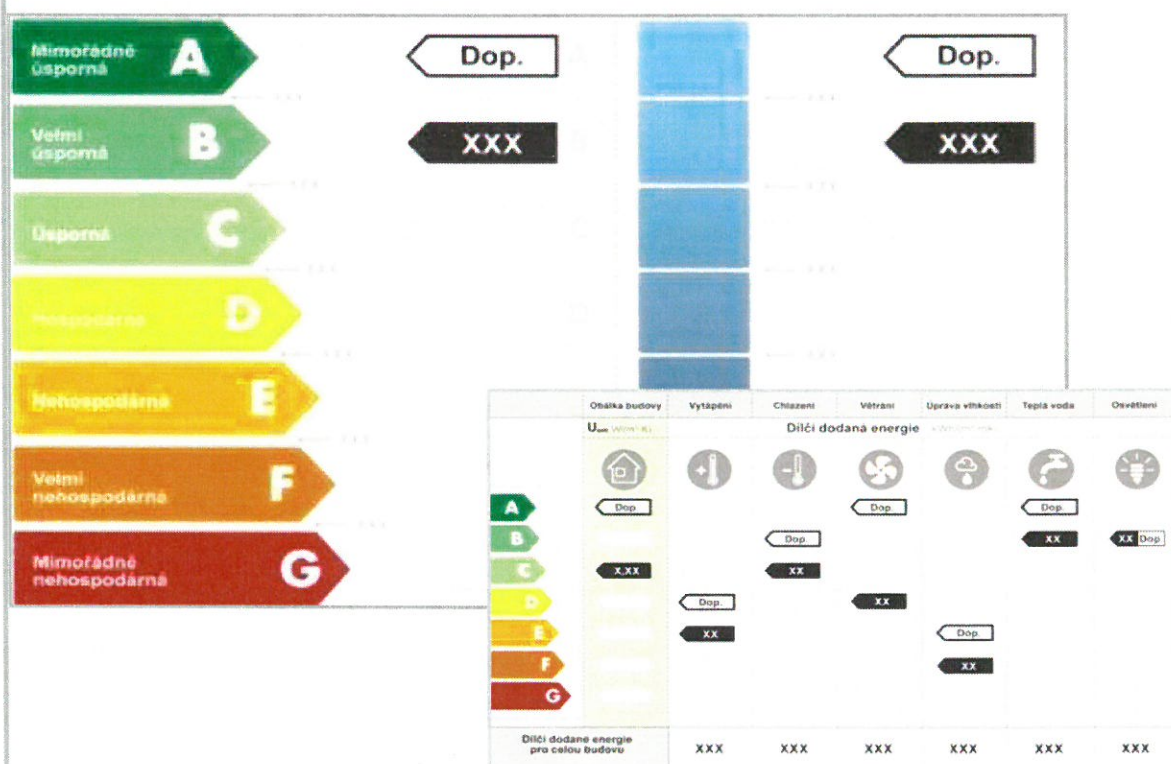 Mimořádně
úsporná
A
Dop.
Dop.
Velmi
úsporná
B
XXX
XXX
Úsporná
C
Hospodárná
D
Nehospodárná
E
Velmi
nehospodárná
F
Mimořádně
nehospodárná
G
Obálka budovy Vytápění Chlazení Větrání Úprava vlhkosti Teplá voda Osvětlení
Dílčí dodaná energie
A Dop. Dop. Dop.
B Dop. XX XX Dop.
C X,XX XX
D Dop. XX
E XX Dop.
F XX
G
Dílčí dodané energie
pro celou budovu XXX XXX XXX XXX XXX XXX